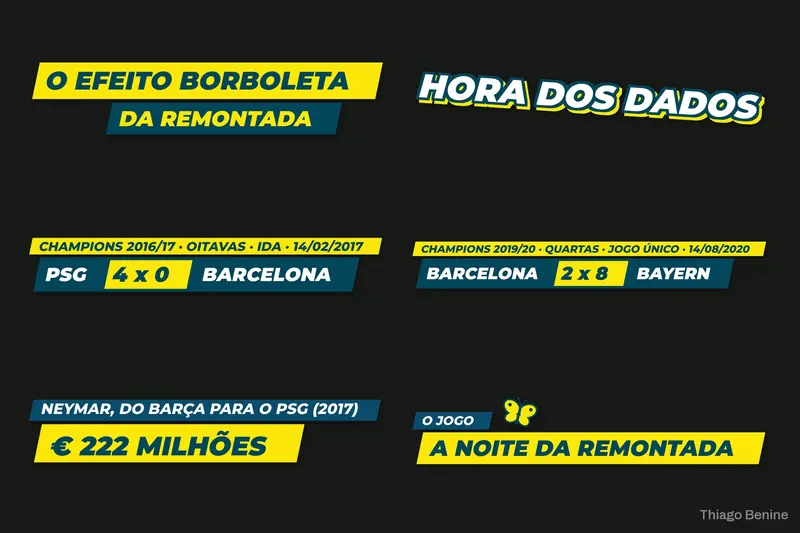 O EFEITO BORBOLETA
DA REMONTADA
HORA DOS DADOS
CHAMPIONS 2016/17 • OITAVAS • IDA • 14/02/2017
PSG 4 x 0 BARCELONA
CHAMPIONS 2019/20 • QUARTAS • JOGO ÚNICO • 14/08/2020
BARCELONA 2 x 8 BAYERN
NEYMAR, DO BARÇA PARA O PSG (2017)
€ 222 MILHÕES
O JOGO
A NOITE DA REMONTADA
Thiago Benine